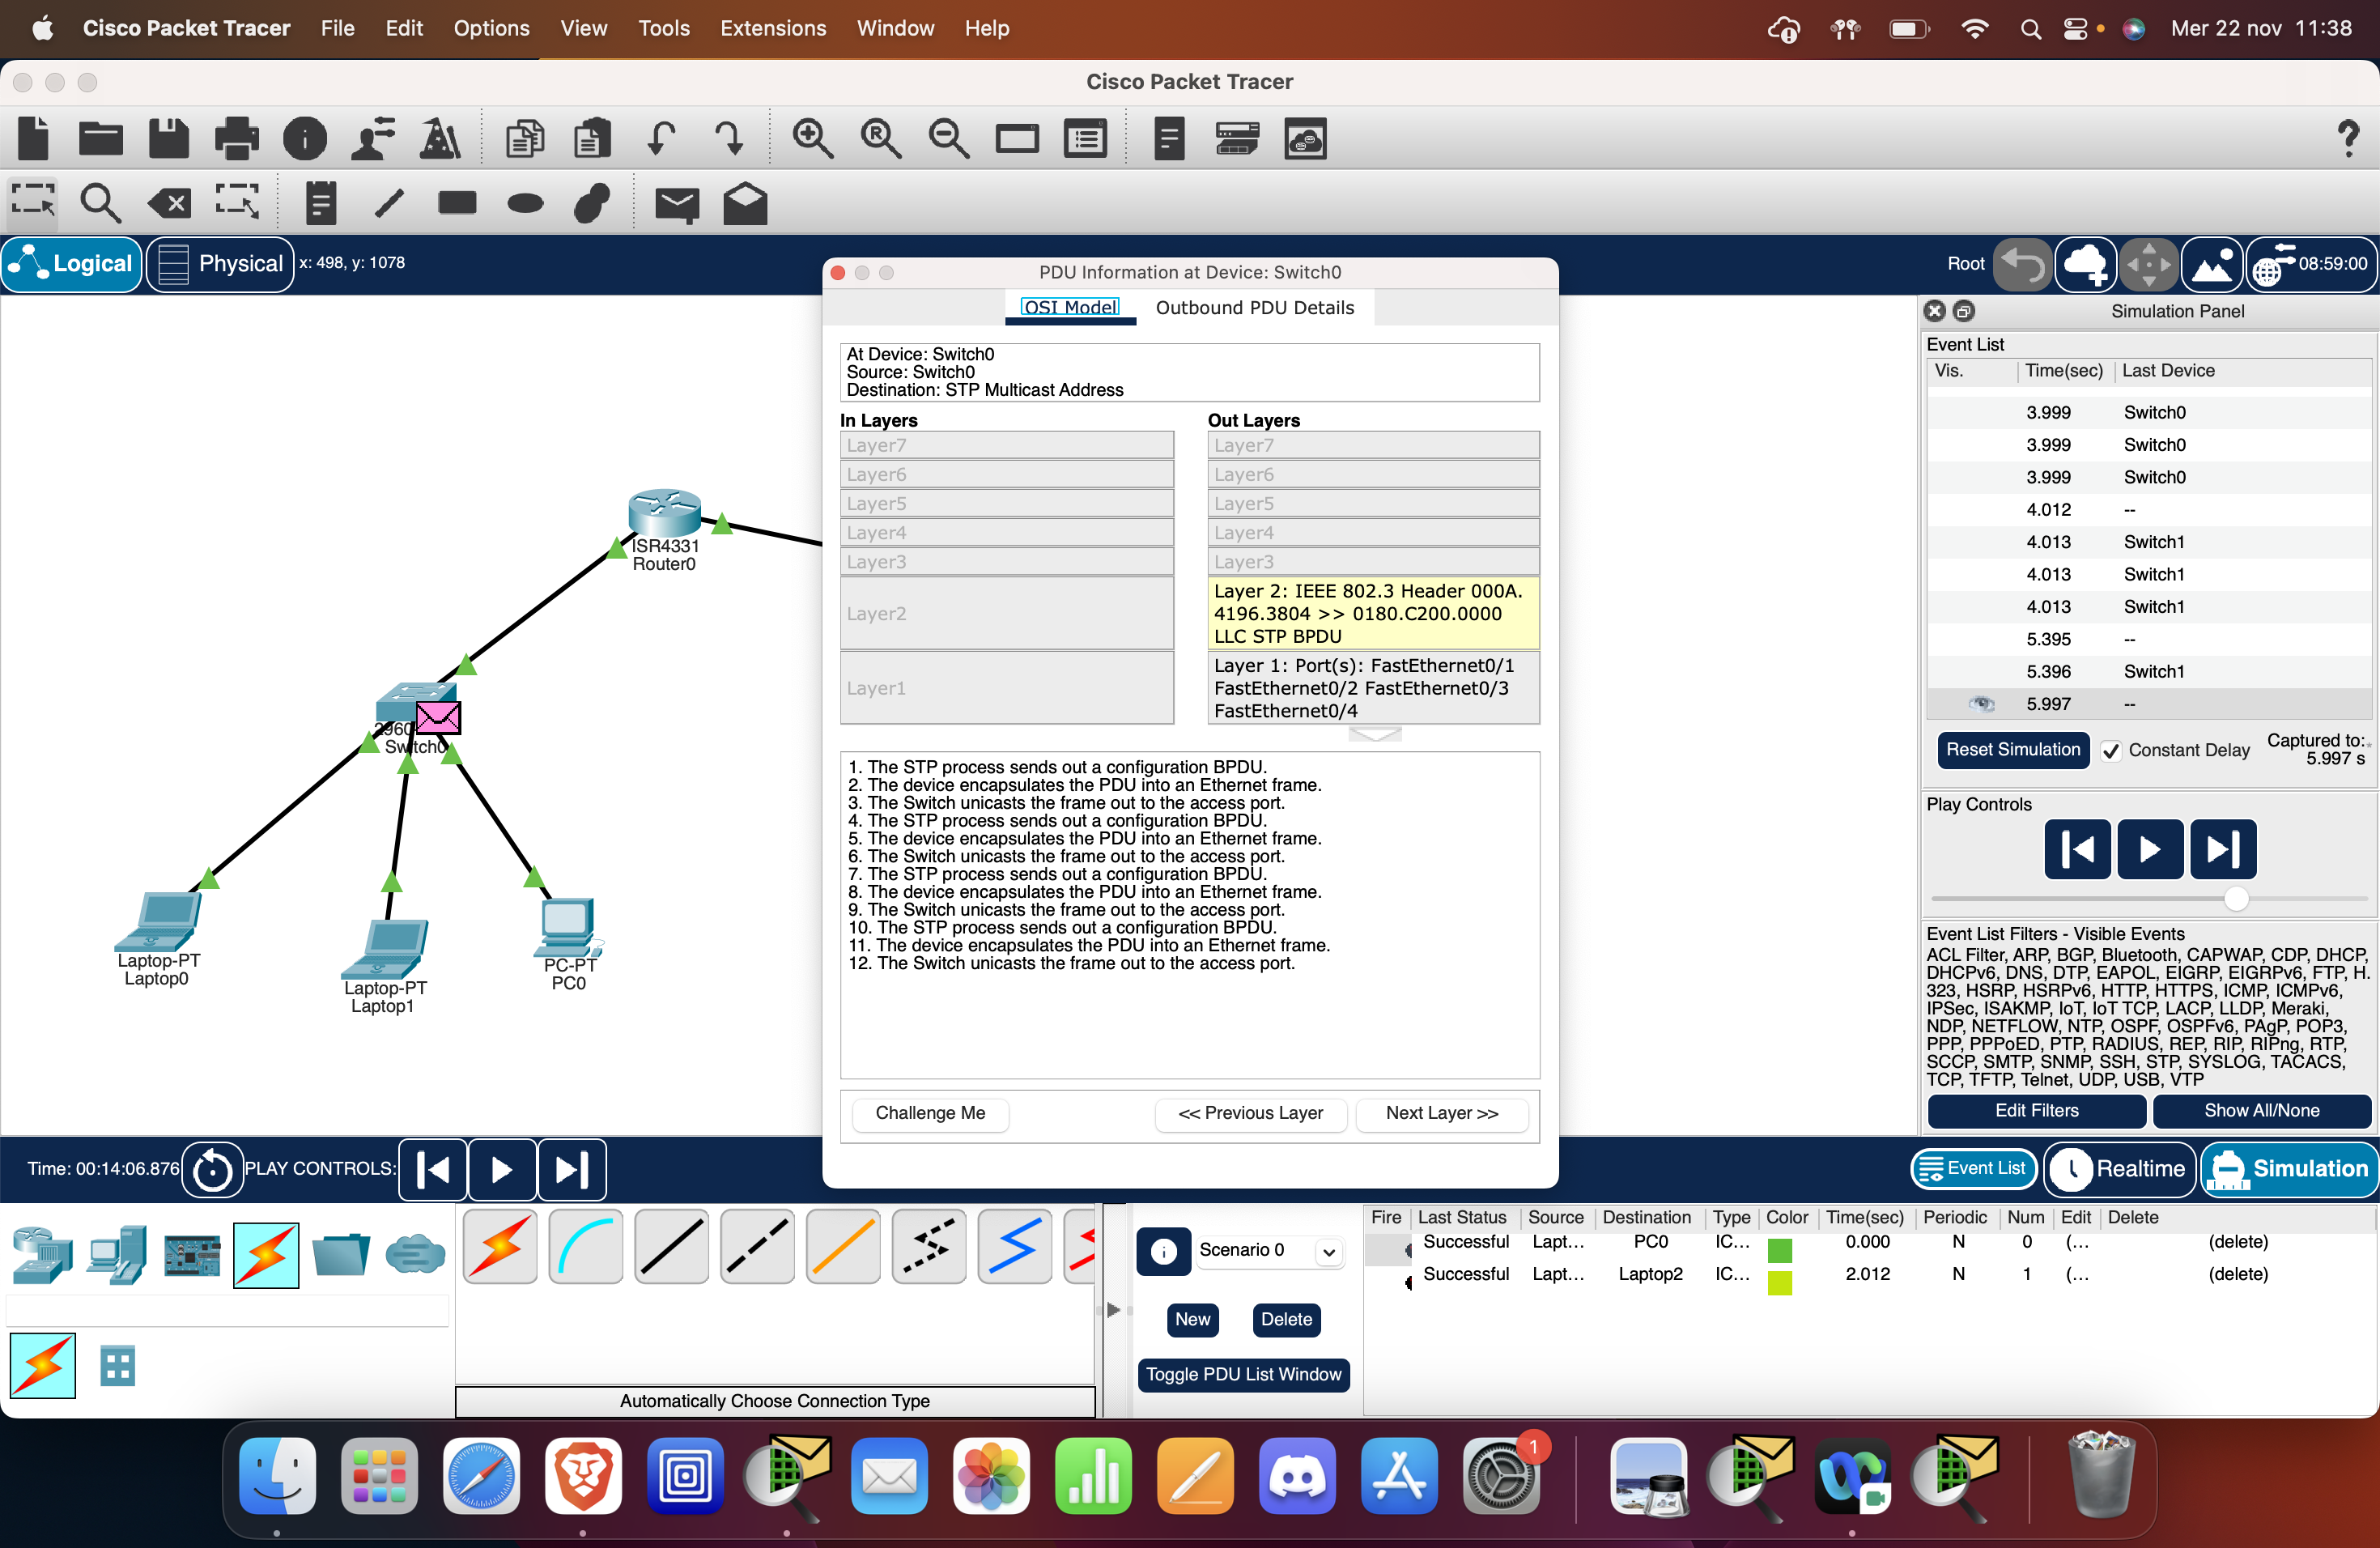 Cisco Packet Tracer File Edit Options View Tools Extensions Window Help Mer 22 nov 11:38
Cisco Packet Tracer
Logical Physical x: 498, y: 1078 Root 08:59:00
PDU Information at Device: Switch0
OSI Model Outbound PDU Details
At Device: Switch0
Source: Switch0
Destination: STP Multicast Address
In Layers Out Layers
Layer7 Layer7
Layer6 Layer6
Layer5 Layer5
Layer4 Layer4
Layer3 Layer3
Layer2
Layer 2: IEEE 802.3 Header 000A.
4196.3804 >> 0180.C200.0000
LLC STP BPDU
Layer1
Layer 1: Port(s): FastEthernet0/1
FastEthernet0/2 FastEthernet0/3
FastEthernet0/4
1. The STP process sends out a configuration BPDU.
2. The device encapsulates the PDU into an Ethernet frame.
3. The Switch unicasts the frame out to the access port.
4. The STP process sends out a configuration BPDU.
5. The device encapsulates the PDU into an Ethernet frame.
6. The Switch unicasts the frame out to the access port.
7. The STP process sends out a configuration BPDU.
8. The device encapsulates the PDU into an Ethernet frame.
9. The Switch unicasts the frame out to the access port.
10. The STP process sends out a configuration BPDU.
11. The device encapsulates the PDU into an Ethernet frame.
12. The Switch unicasts the frame out to the access port.
Challenge Me << Previous Layer Next Layer >>
ISR4331
Router0
2960
Switch0
Laptop-PT
Laptop0
Laptop-PT
Laptop1
PC-PT
PC0
Simulation Panel
Event List
Vis. Time(sec) Last Device
3.999 Switch0
3.999 Switch0
3.999 Switch0
4.012 --
4.013 Switch1
4.013 Switch1
4.013 Switch1
5.395 --
5.396 Switch1
5.997 --
Reset Simulation Constant Delay Captured to:*
5.997 s
Play Controls
Event List Filters - Visible Events
ACL Filter, ARP, BGP, Bluetooth, CAPWAP, CDP, DHCP,
DHCPv6, DNS, DTP, EAPOL, EIGRP, EIGRPv6, FTP, H.
323, HSRP, HSRPv6, HTTP, HTTPS, ICMP, ICMPv6,
IPSec, ISAKMP, IoT, IoT TCP, LACP, LLDP, Meraki,
NDP, NETFLOW, NTP, OSPF, OSPFv6, PAgP, POP3,
PPP, PPPoED, PTP, RADIUS, REP, RIP, RIPng, RTP,
SCCP, SMTP, SNMP, SSH, STP, SYSLOG, TACACS,
TCP, TFTP, Telnet, UDP, USB, VTP
Edit Filters Show All/None
Time: 00:14:06.876 PLAY CONTROLS: Event List Realtime Simulation
Scenario 0
New Delete
Toggle PDU List Window
Fire Last Status Source Destination Type Color Time(sec) Periodic Num Edit Delete
Successful Lapt... PC0 IC... 0.000 N 0 (... (delete)
Successful Lapt... Laptop2 IC... 2.012 N 1 (... (delete)
Automatically Choose Connection Type
1